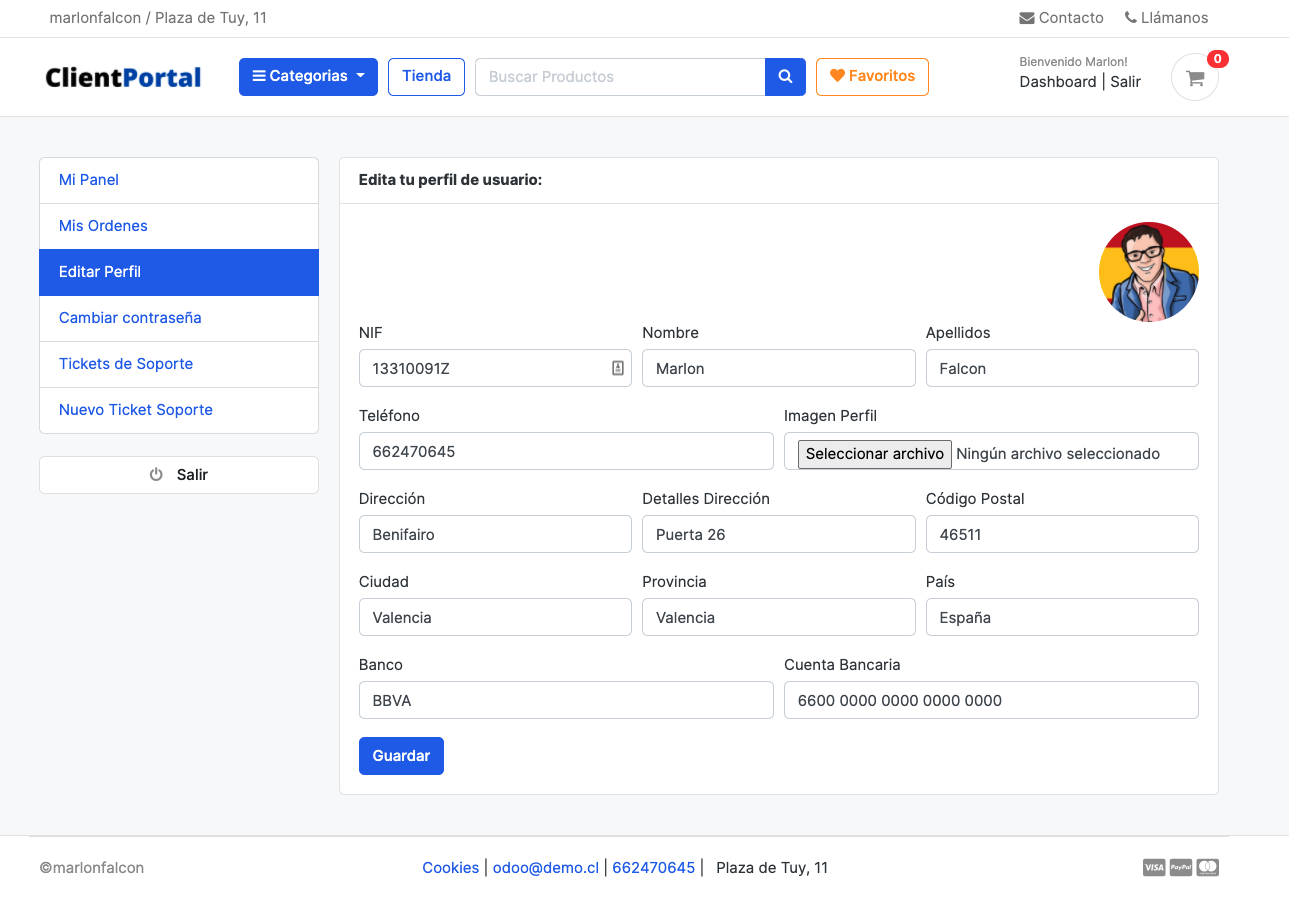 marlonfalcon / Plaza de Tuy, 11
Contacto
Llámanos
ClientPortal
Categorias
Tienda
Buscar Productos
Favoritos
Bienvenido Marlon!
Dashboard | Salir
0
Mi Panel
Mis Ordenes
Editar Perfil
Cambiar contraseña
Tickets de Soporte
Nuevo Ticket Soporte
Salir
Edita tu perfil de usuario:
NIF
Nombre
Apellidos
13310091Z
Marlon
Falcon
Teléfono
Imagen Perfil
662470645
Seleccionar archivo Ningún archivo seleccionado
Dirección
Detalles Dirección
Código Postal
Benifairo
Puerta 26
46511
Ciudad
Provincia
País
Valencia
Valencia
España
Banco
Cuenta Bancaria
BBVA
6600 0000 0000 0000 0000
Guardar
©marlonfalcon
Cookies | odoo@demo.cl | 662470645 | Plaza de Tuy, 11
VISA
PayPal